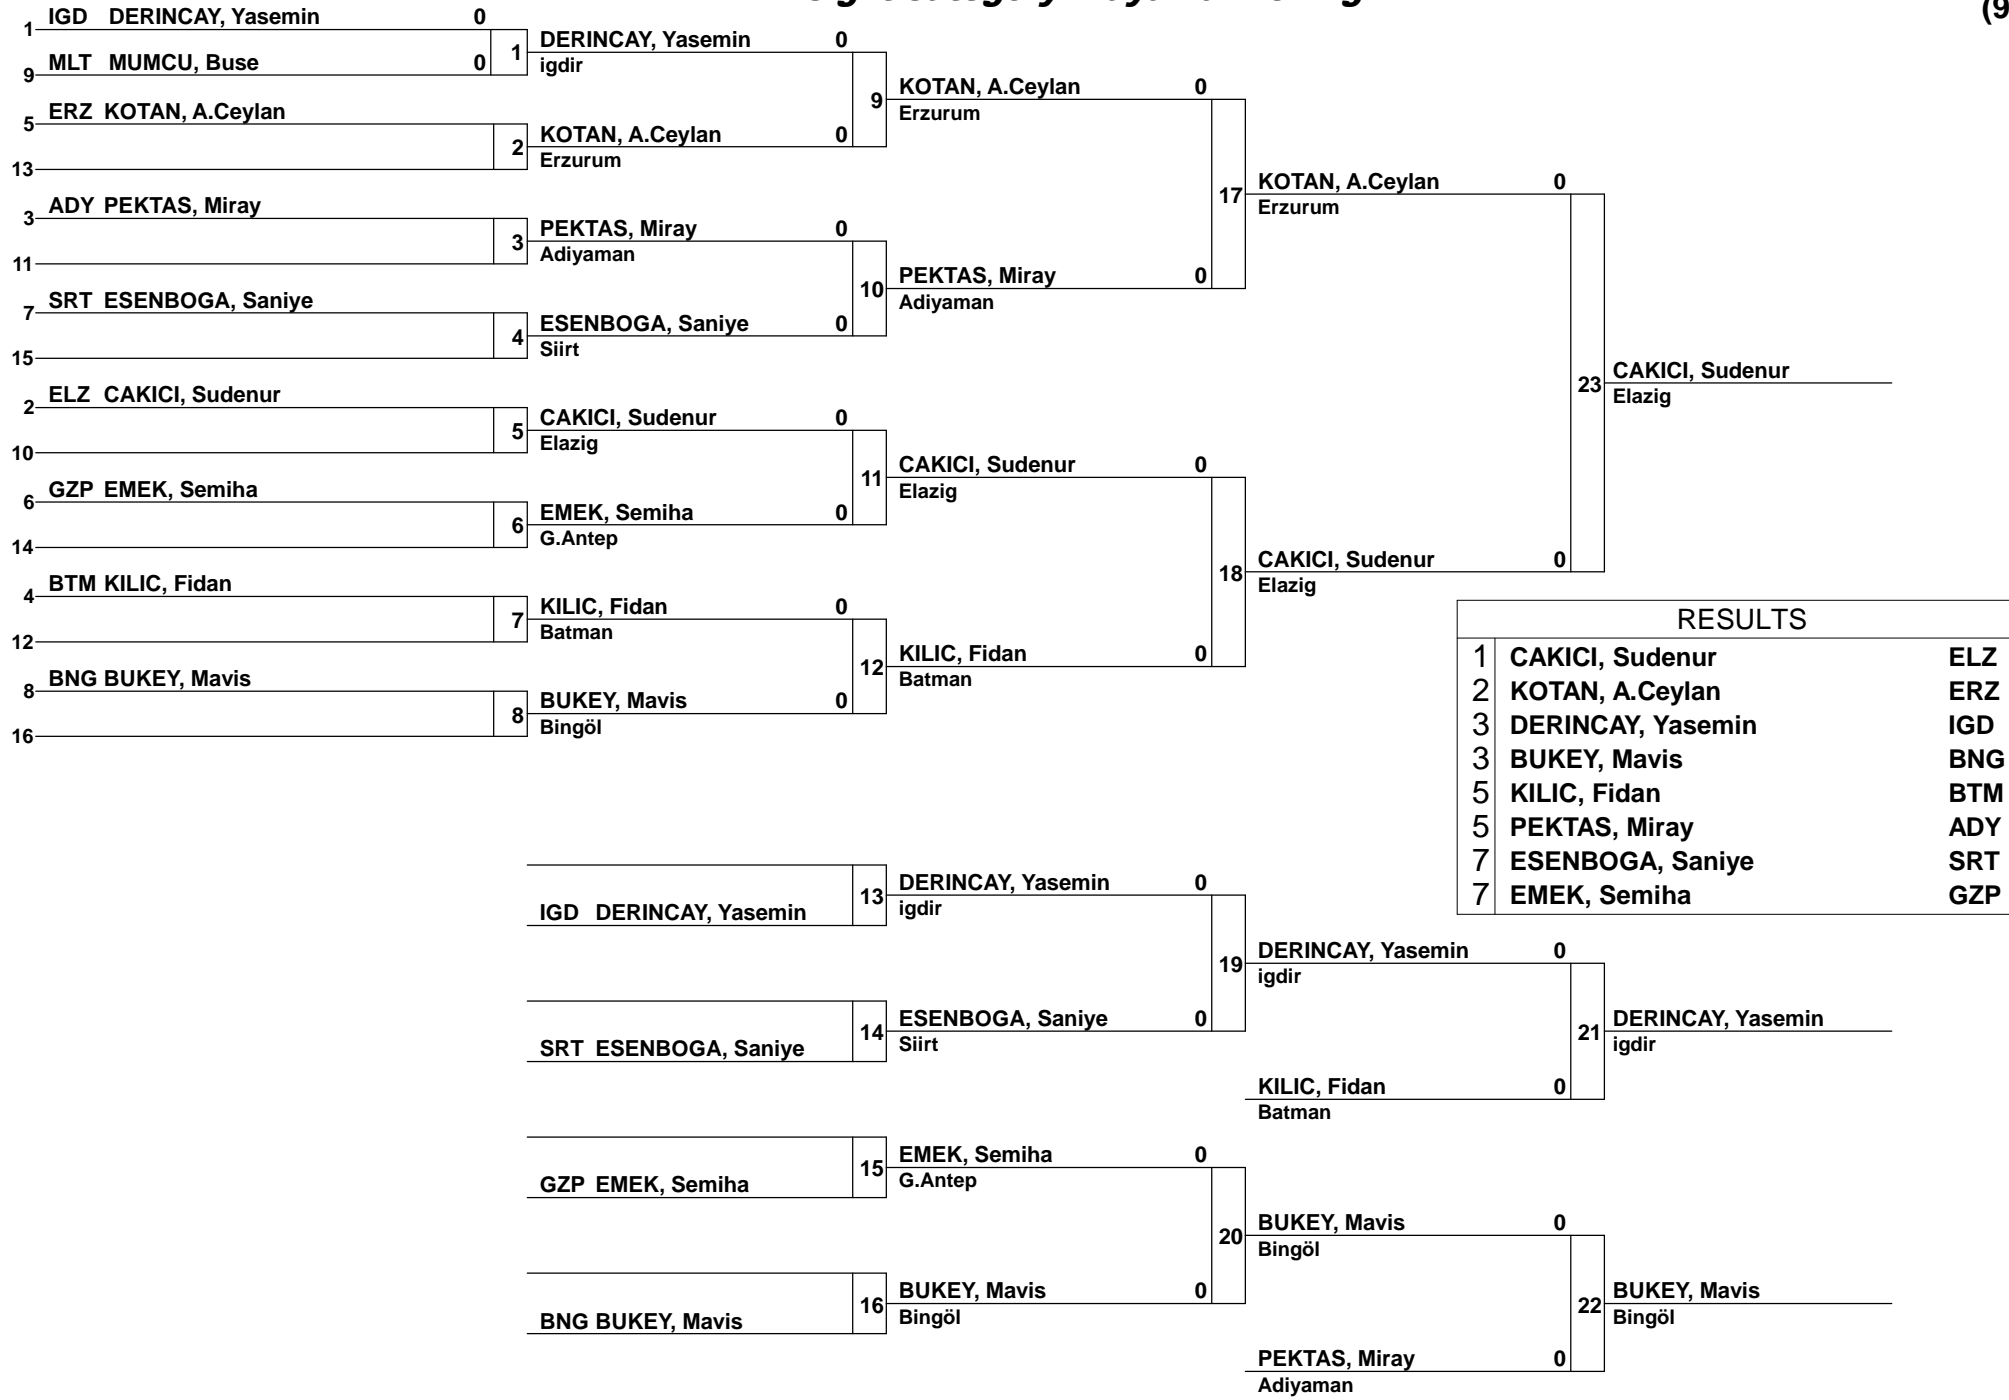 (9
IGD DERINCAY, Yasemin 0
1
MLT MUMCU, Buse 0
9
1
DERINCAY, Yasemin 0
igdir
ERZ KOTAN, A.Ceylan
5
13
2
KOTAN, A.Ceylan 0
Erzurum
9
KOTAN, A.Ceylan 0
Erzurum
ADY PEKTAS, Miray
3
11
3
PEKTAS, Miray 0
Adiyaman
SRT ESENBOGA, Saniye
7
15
4
ESENBOGA, Saniye 0
Siirt
10
PEKTAS, Miray 0
Adiyaman
17
KOTAN, A.Ceylan 0
Erzurum
ELZ CAKICI, Sudenur
2
10
5
CAKICI, Sudenur 0
Elazig
GZP EMEK, Semiha
6
14
6
EMEK, Semiha 0
G.Antep
11
CAKICI, Sudenur 0
Elazig
BTM KILIC, Fidan
4
12
7
KILIC, Fidan 0
Batman
BNG BUKEY, Mavis
8
16
8
BUKEY, Mavis 0
Bingöl
12
KILIC, Fidan 0
Batman
18
CAKICI, Sudenur 0
Elazig
23
CAKICI, Sudenur
Elazig
RESULTS
1 CAKICI, Sudenur ELZ
2 KOTAN, A.Ceylan ERZ
3 DERINCAY, Yasemin IGD
3 BUKEY, Mavis BNG
5 KILIC, Fidan BTM
5 PEKTAS, Miray ADY
7 ESENBOGA, Saniye SRT
7 EMEK, Semiha GZP
IGD DERINCAY, Yasemin
13
DERINCAY, Yasemin 0
igdir
SRT ESENBOGA, Saniye
14
ESENBOGA, Saniye 0
Siirt
19
DERINCAY, Yasemin 0
igdir
KILIC, Fidan 0
Batman
21
DERINCAY, Yasemin
igdir
GZP EMEK, Semiha
15
EMEK, Semiha 0
G.Antep
BNG BUKEY, Mavis
16
BUKEY, Mavis 0
Bingöl
20
BUKEY, Mavis 0
Bingöl
PEKTAS, Miray 0
Adiyaman
22
BUKEY, Mavis
Bingöl